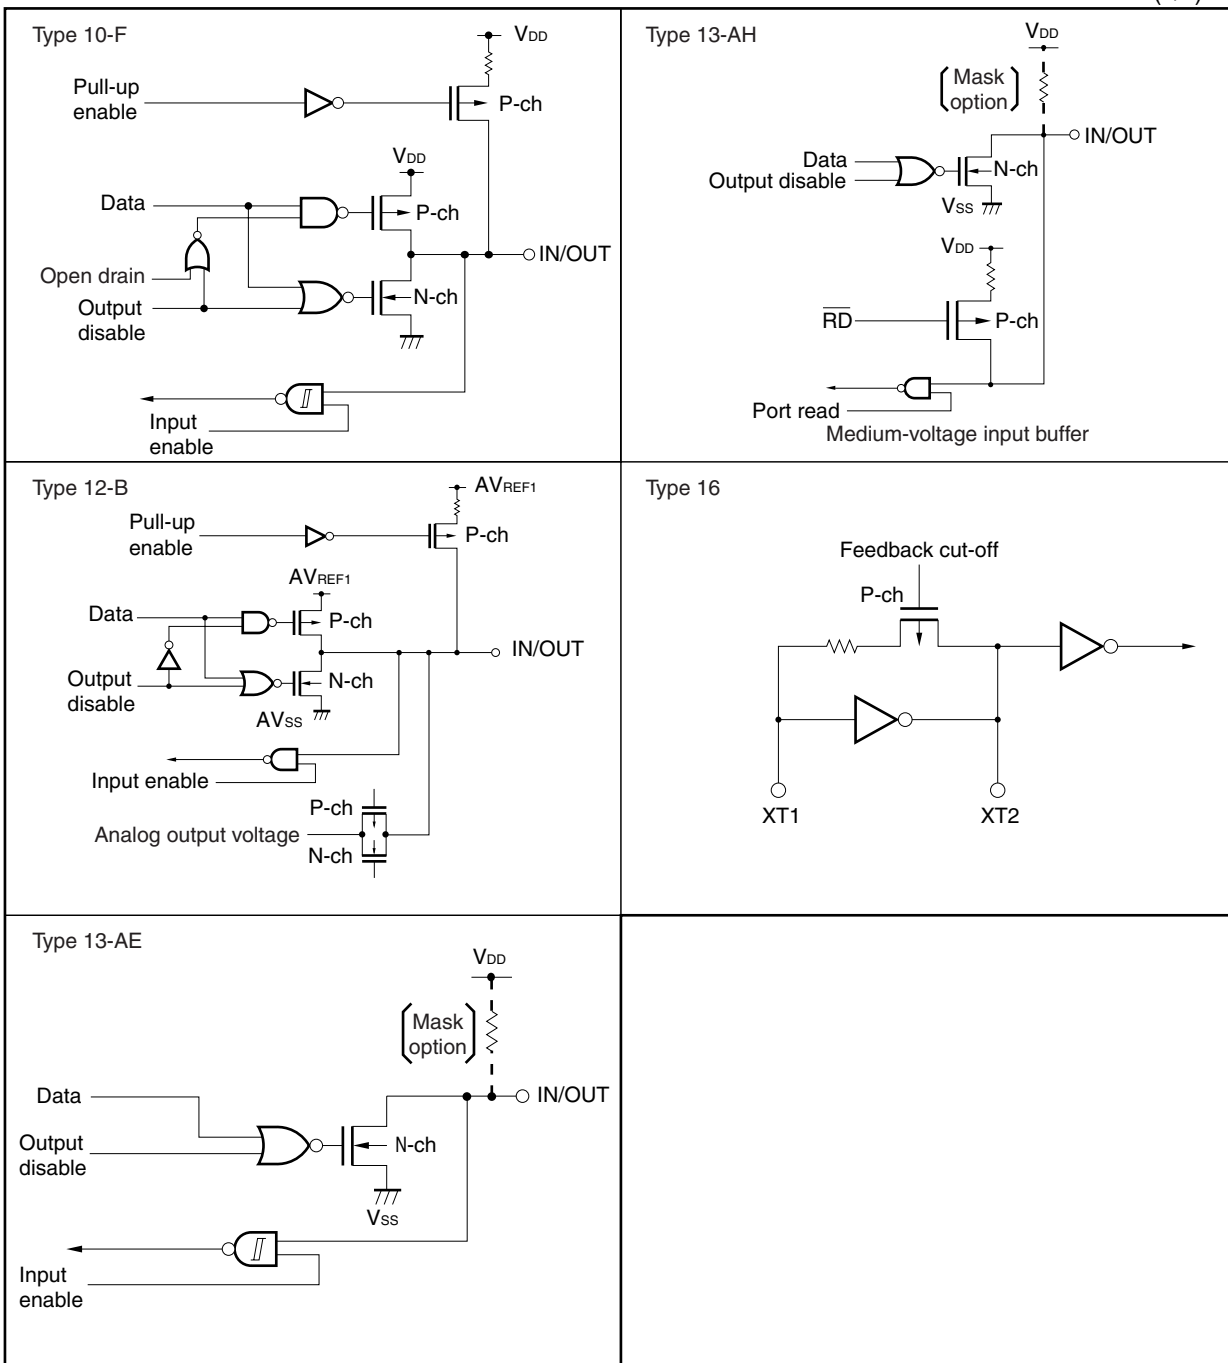 Type 10-F
VDD
Pull-up
enable
P-ch
VDD
Data
P-ch
IN/OUT
Open drain
N-ch
Output
disable
Input
enable
Type 13-AH
VDD
Mask
option
IN/OUT
Data
Output disable
N-ch
VSS
VDD
RD
P-ch
Port read
Medium-voltage input buffer
Type 12-B
AVREF1
Pull-up
enable
P-ch
AVREF1
Data
P-ch
IN/OUT
Output
disable
N-ch
AVSS
Input enable
P-ch
Analog output voltage
N-ch
Type 16
Feedback cut-off
P-ch
XT1
XT2
Type 13-AE
VDD
Mask
option
Data
IN/OUT
Output
disable
N-ch
VSS
Input
enable